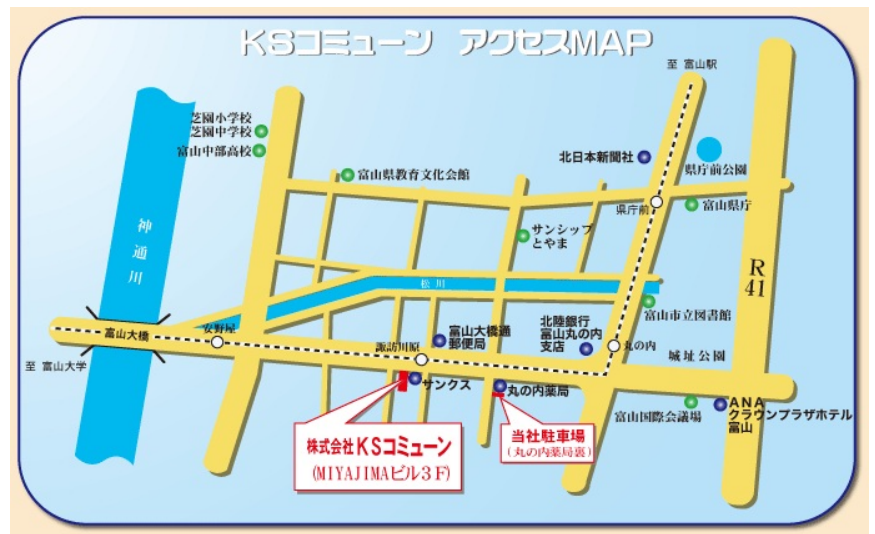 KSコミューン アクセスMAP
至 富山駅
芝園小学校
芝園中学校
富山中部高校
北日本新聞社
県庁前公園
富山県教育文化会館
県庁前
富山県庁
サンシップ
とやま
神通川
R
41
松川
富山市立図書館
富山大橋
安野屋
諏訪川原
富山大橋通
郵便局
北陸銀行
富山丸の内
支店
丸の内
城址公園
至 富山大学
サンクス
丸の内薬局
富山国際会議場
ANA
クラウンプラザホテル
富山
株式会社KSコミューン
(MIYAJIMAビル3F)
当社駐車場
(丸の内薬局裏)